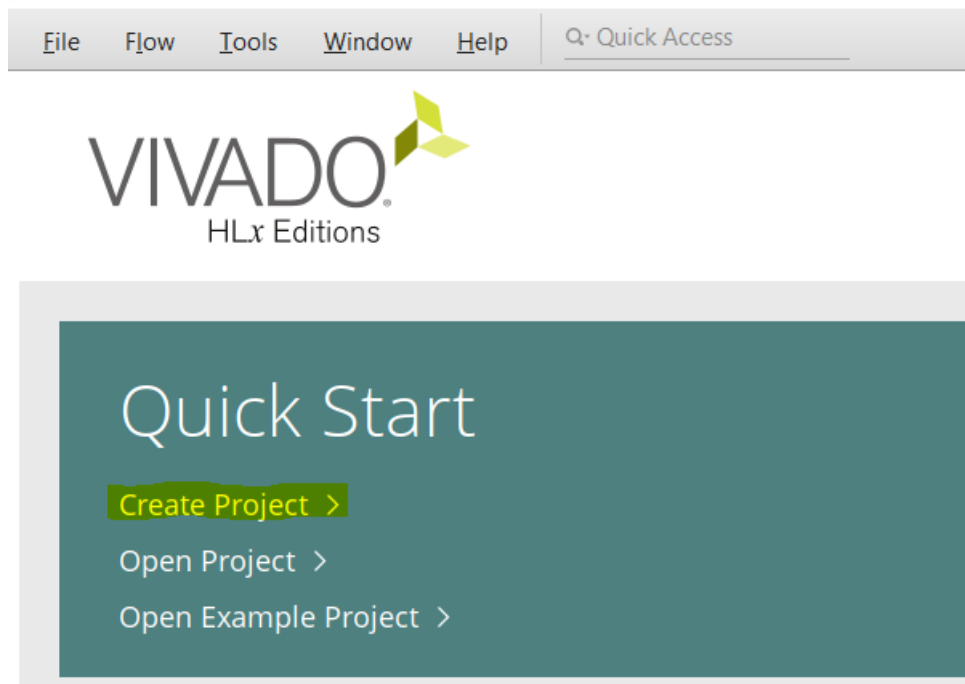 File Flow Tools Window Help Quick Access
VIVADO®
HLx Editions
Quick Start
Create Project >
Open Project >
Open Example Project >